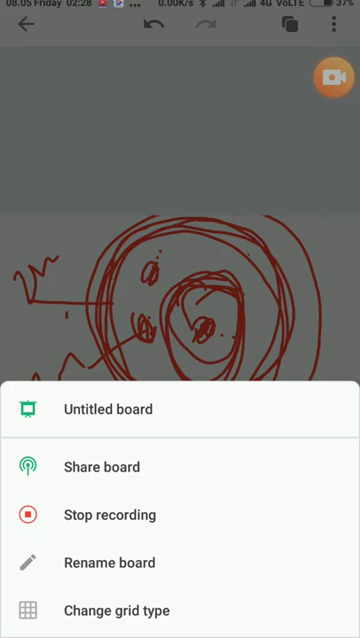 08.05 Friday 02:28 ... 0.00K/s 4G VoLTE 37%
Untitled board
Share board
Stop recording
Rename board
Change grid type